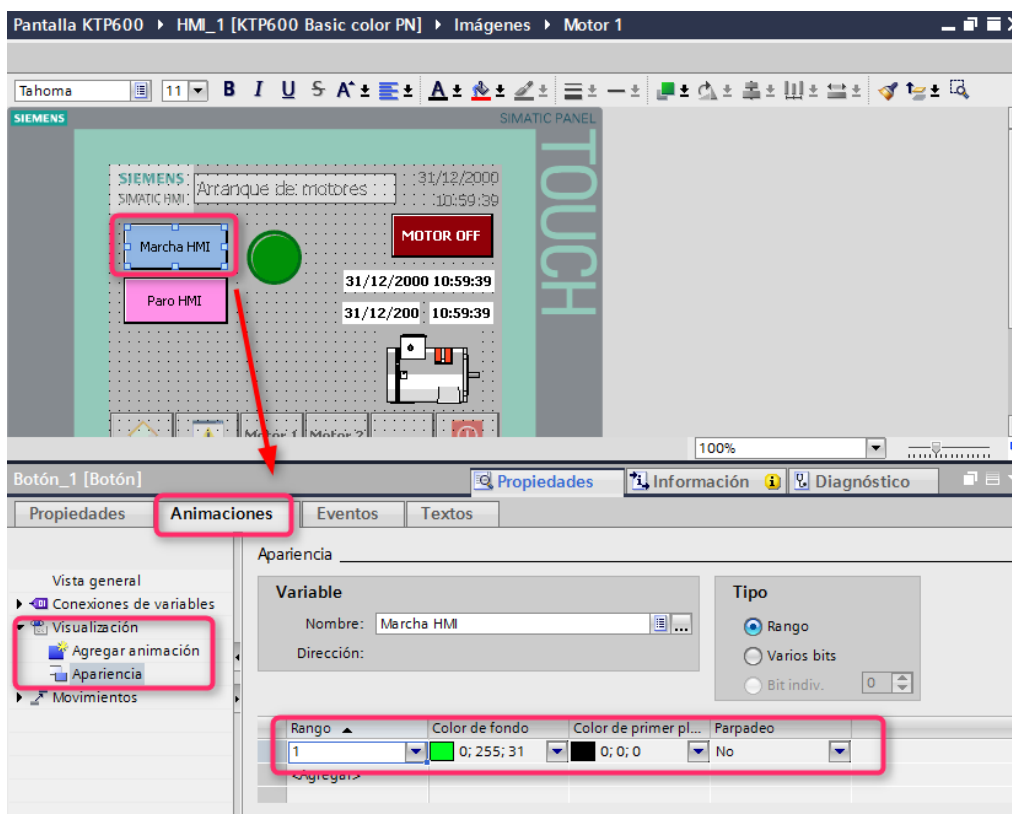 Pantalla KTP600 ▸ HMI_1 [KTP600 Basic color PN] ▸ Imágenes ▸ Motor 1
Tahoma 11 B I U S A
SIEMENS SIMATIC PANEL
TOUCH
SIEMENS
SIMATIC HMI
Arranque de motores
31/12/2000
10:59:39
Marcha HMI
MOTOR OFF
31/12/2000 10:59:39
Paro HMI
31/12/200 10:59:39
Motor 1 Motor 2
100%
Botón_1 [Botón] Propiedades Información Diagnóstico
Propiedades Animaciones Eventos Textos
Apariencia
Vista general
Conexiones de variables
Visualización
Agregar animación
Apariencia
Movimientos
Variable
Nombre: Marcha HMI
Dirección:
Tipo
Rango
Varios bits
Bit indiv. 0
Rango Color de fondo Color de primer pl... Parpadeo
1 0; 255; 31 0; 0; 0 No
<Agregar>